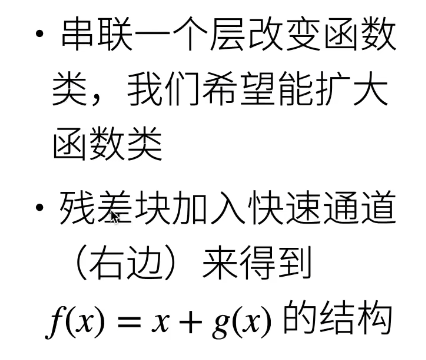 • 串联一个层改变函数
类，我们希望能扩大
函数类
• 残差块加入快速通道
（右边）来得到
f(x) = x + g(x) 的结构